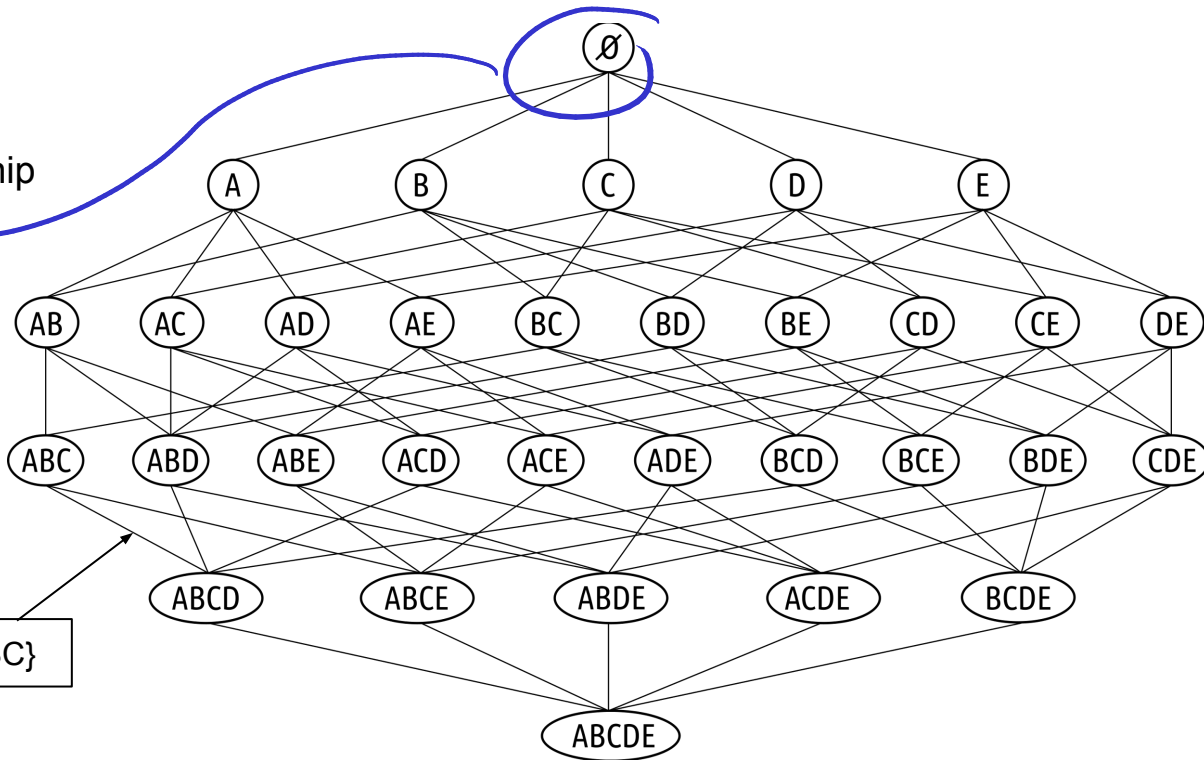 Ø
hip
A B C D E
AB AC AD AE BC BD BE CD CE DE
ABC ABD ABE ACD ACE ADE BCD BCE BDE CDE
ABCD ABCE ABDE ACDE BCDE
C}
ABCDE